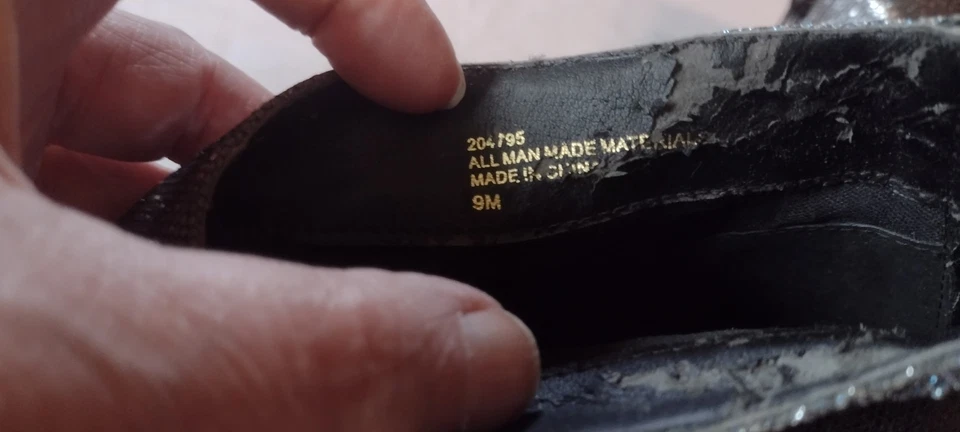 204795
ALL MAN MADE MATERIALS
MADE IN CHINA
9M